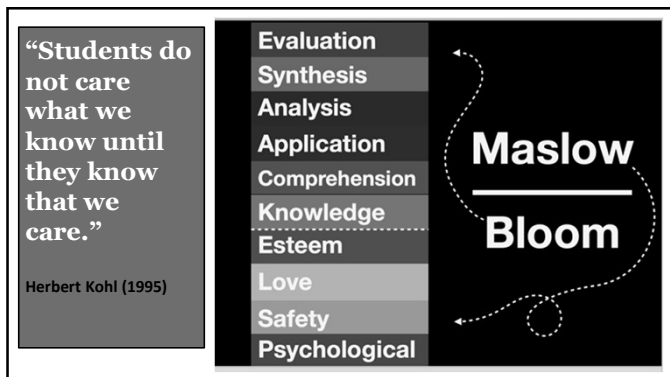 “Students do
not care
what we
know until
they know
that we
care.”
Herbert Kohl (1995)
Evaluation
Synthesis
Analysis
Application
Comprehension
Knowledge
Esteem
Love
Safety
Psychological
Maslow
Bloom